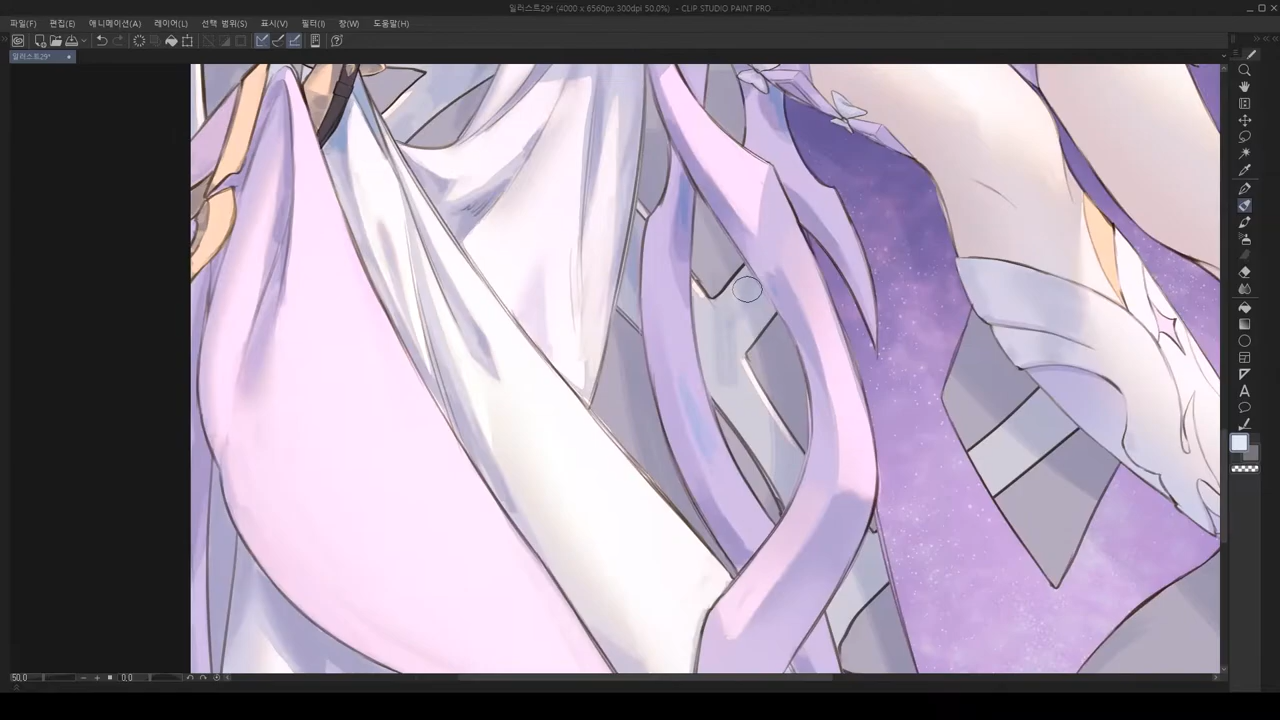 일러스트29* (4000 x 6560px 300dpi 50.0%) - CLIP STUDIO PAINT PRO
파일(F) 편집(E) 애니메이션(A) 레이어(L) 선택 범위(S) 표시(V) 필터(I) 창(W) 도움말(H)
일러스트29*
50.0 0.0